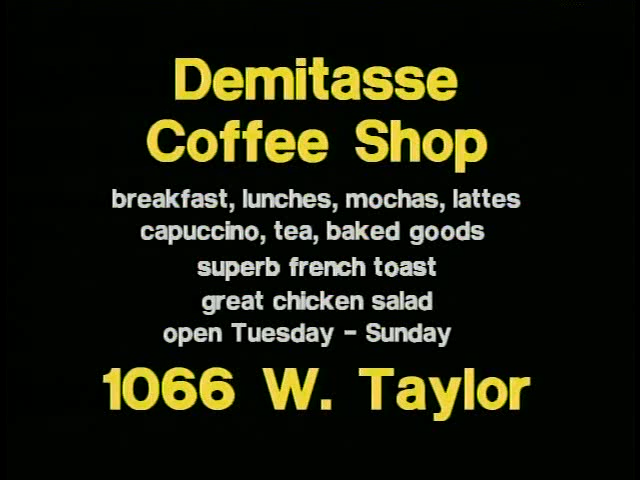 Demitasse
Coffee Shop
breakfast, lunches, mochas, lattes
capuccino, tea, baked goods
superb french toast
great chicken salad
open Tuesday - Sunday
1066 W. Taylor